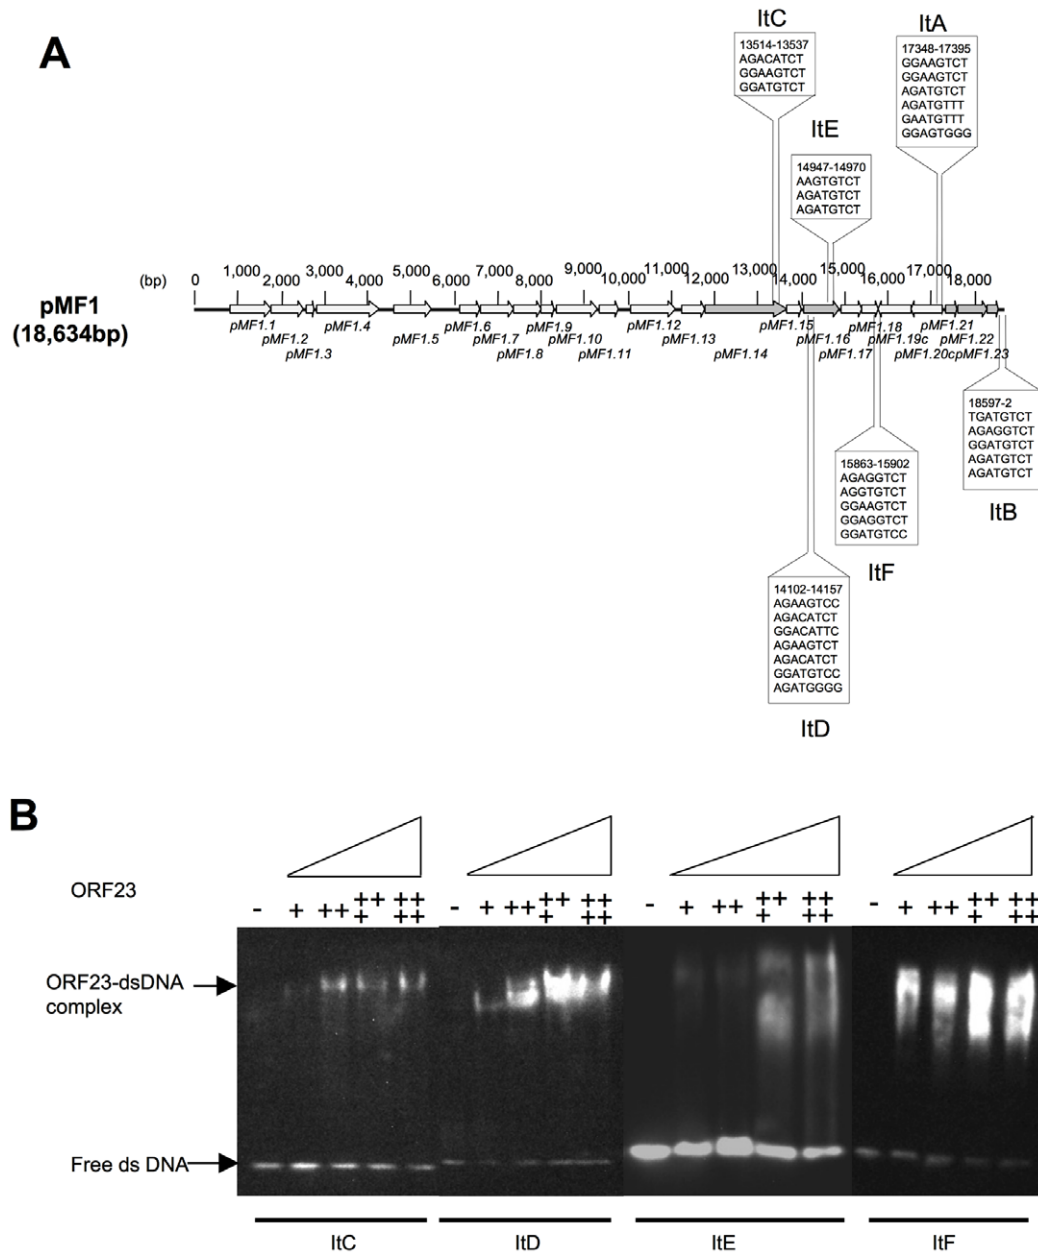 A
ItC
13514-13537
AGACATCT
GGAAGTCT
GGATGTCT
ItA
17348-17395
GGAAGTCT
GGAAGTCT
AGATGTCT
AGATGTTT
GAATGTTT
GGAGTGGG
ItE
14947-14970
AAGTGTCT
AGATGTCT
AGATGTCT
(bp)
0 1,000 2,000 3,000 4,000 5,000 6,000 7,000 8,000 9,000 10,000 11,000 12,000 13,000 14,000 15,000 16,000 17,000 18,000
pMF1
(18,634bp)
pMF1.1 pMF1.4 pMF1.6 pMF1.9 pMF1.12 pMF1.15 pMF1.18 pMF1.21
pMF1.2 pMF1.5 pMF1.7 pMF1.10 pMF1.13 pMF1.16 pMF1.19c pMF1.22
pMF1.3 pMF1.8 pMF1.11 pMF1.14 pMF1.17 pMF1.20c pMF1.23
18597-2
TGATGTCT
AGAGGTCT
GGATGTCT
AGATGTCT
AGATGTCT
ItB
15863-15902
AGAGGTCT
AGGTGTCT
GGAAGTCT
GGAGGTCT
GGATGTCC
ItF
14102-14157
AGAAGTCC
AGACATCT
GGACATTC
AGAAGTCT
AGACATCT
GGATGTCC
AGATGGGG
ItD
B
ORF23
- + ++ +++ ++++ - + ++ +++ ++++ - + ++ +++ ++++ - + ++ +++ ++++
ORF23-dsDNA
complex
Free ds DNA
ItC ItD ItE ItF